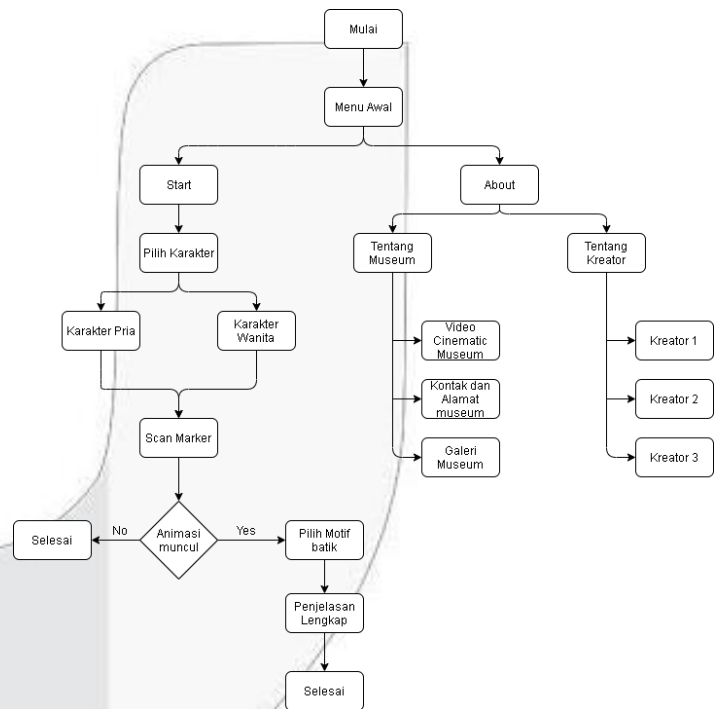 Mulai
Menu Awal
Start
About
Pilih Karakter
Tentang
Museum
Tentang
Kreator
Karakter Pria
Karakter
Wanita
Video
Cinematic
Museum
Kreator 1
Kontak dan
Alamat
museum
Kreator 2
Scan Marker
Galeri
Museum
Kreator 3
Selesai
No
Animasi
muncul
Yes
Pilih Motif
batik
Penjelasan
Lengkap
Selesai